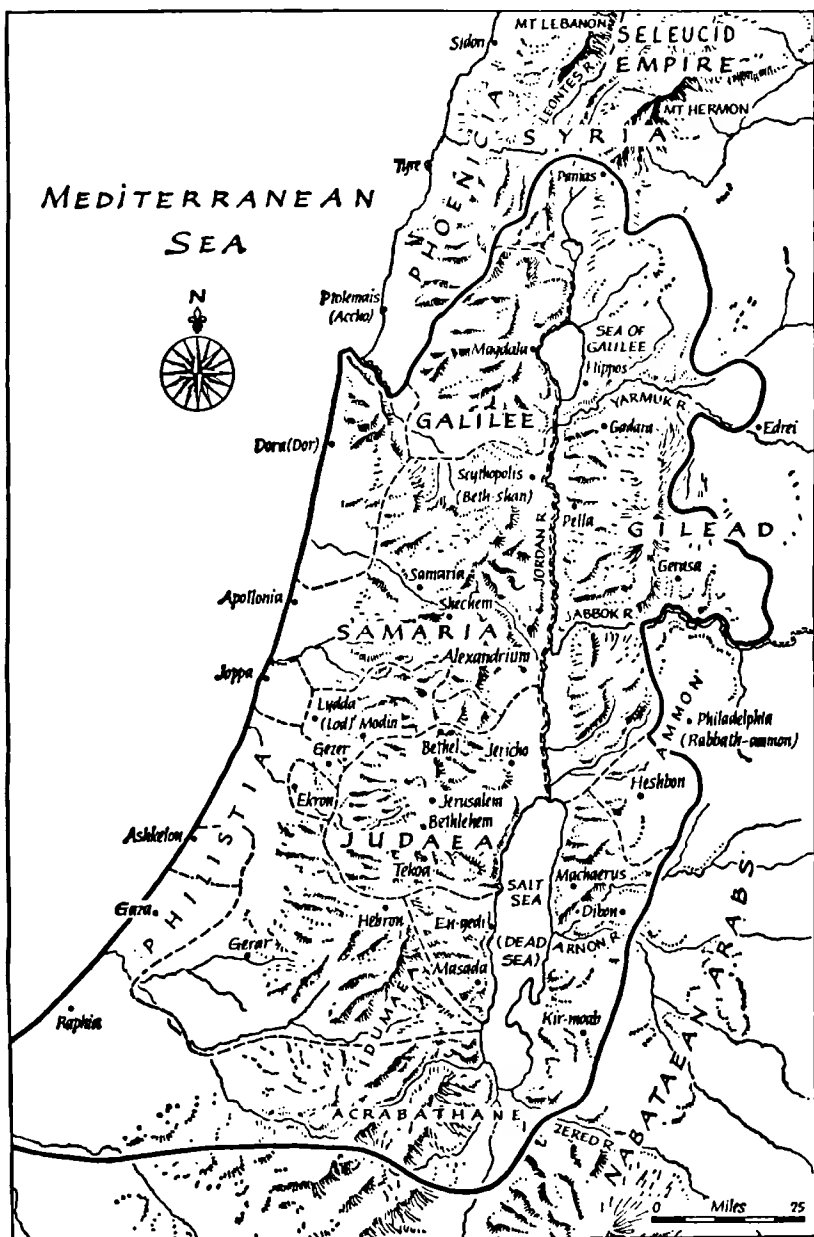 MT LEBANON
SELEUCID
EMPIRE
Sidon
LEONTES R.
MT HERMON
SYRIA
PHOENICIA
Tyre
Panias
MEDITERRANEAN
SEA
N
Ptolemais
(Accho)
Magdala
SEA OF
GALILEE
Hippos
YARMUK R.
GALILEE
Gadara
Edrei
Dora (Dor)
Scythopolis
(Beth-shan)
Pella
JORDAN R.
GILEAD
Gerasa
Samaria
Apollonia
Shechem
JABBOK R.
SAMARIA
Alexandrium
Joppa
Lydda
(Lod)
Modin
AMMON
Philadelphia
(Rabbath-ammon)
Gezer
Bethel
Jericho
Ekron
Jerusalem
Heshbon
Bethlehem
Ashkelon
JUDAEA
PHILISTIA
Tekoa
SALT
SEA
Machaerus
Gaza
Hebron
Dibon
En-gedi
(DEAD
SEA)
ARNON R.
Gerar
Masada
NABATAEAN ARABS
Raphia
IDUMAEA
Kir-moab
ACRABATHANE
ZERED R.
0 Miles 25